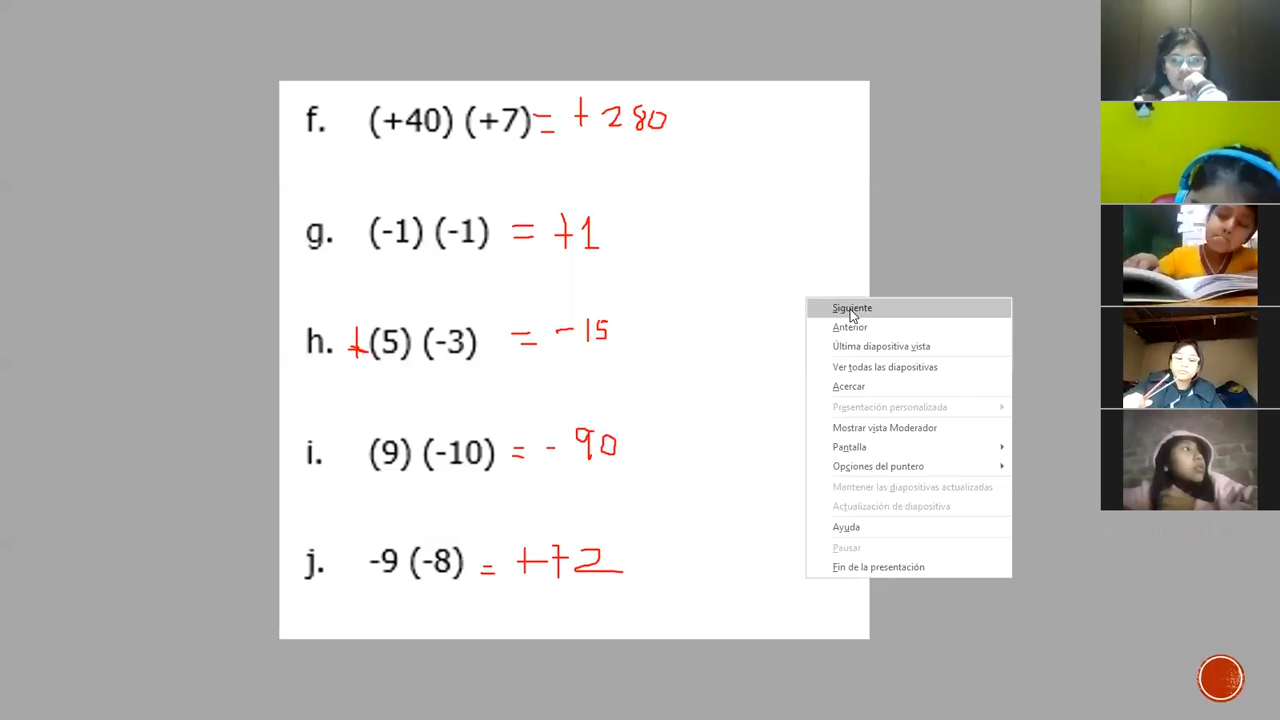 f. (+40) (+7) = +280
g. (-1) (-1) = +1
h. +(5) (-3) = -15
i. (9) (-10) = - 90
j. -9 (-8) = +72
Siguiente
Anterior
Última diapositiva vista
Ver todas las diapositivas
Acercar
Presentación personalizada
Mostrar vista Moderador
Pantalla
Opciones del puntero
Mantener las diapositivas actualizadas
Actualización de diapositiva
Ayuda
Pausar
Fin de la presentación